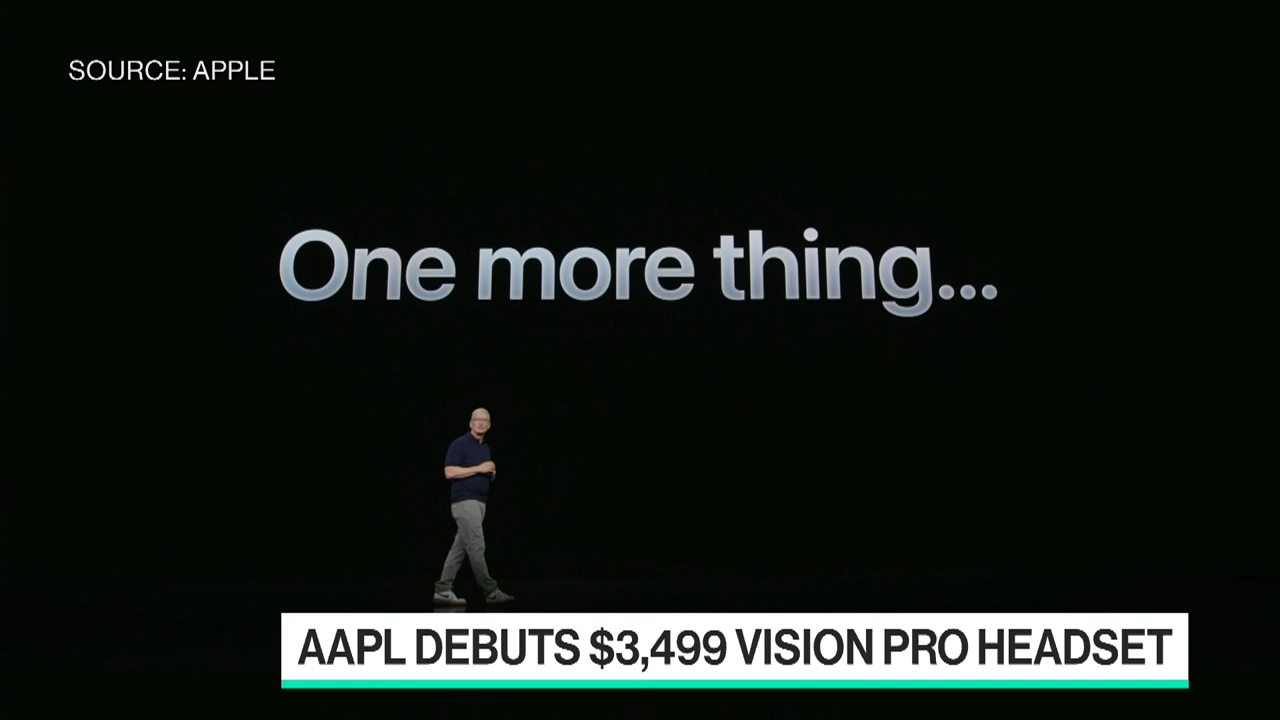 SOURCE: APPLE
One more thing...
AAPL DEBUTS $3,499 VISION PRO HEADSET